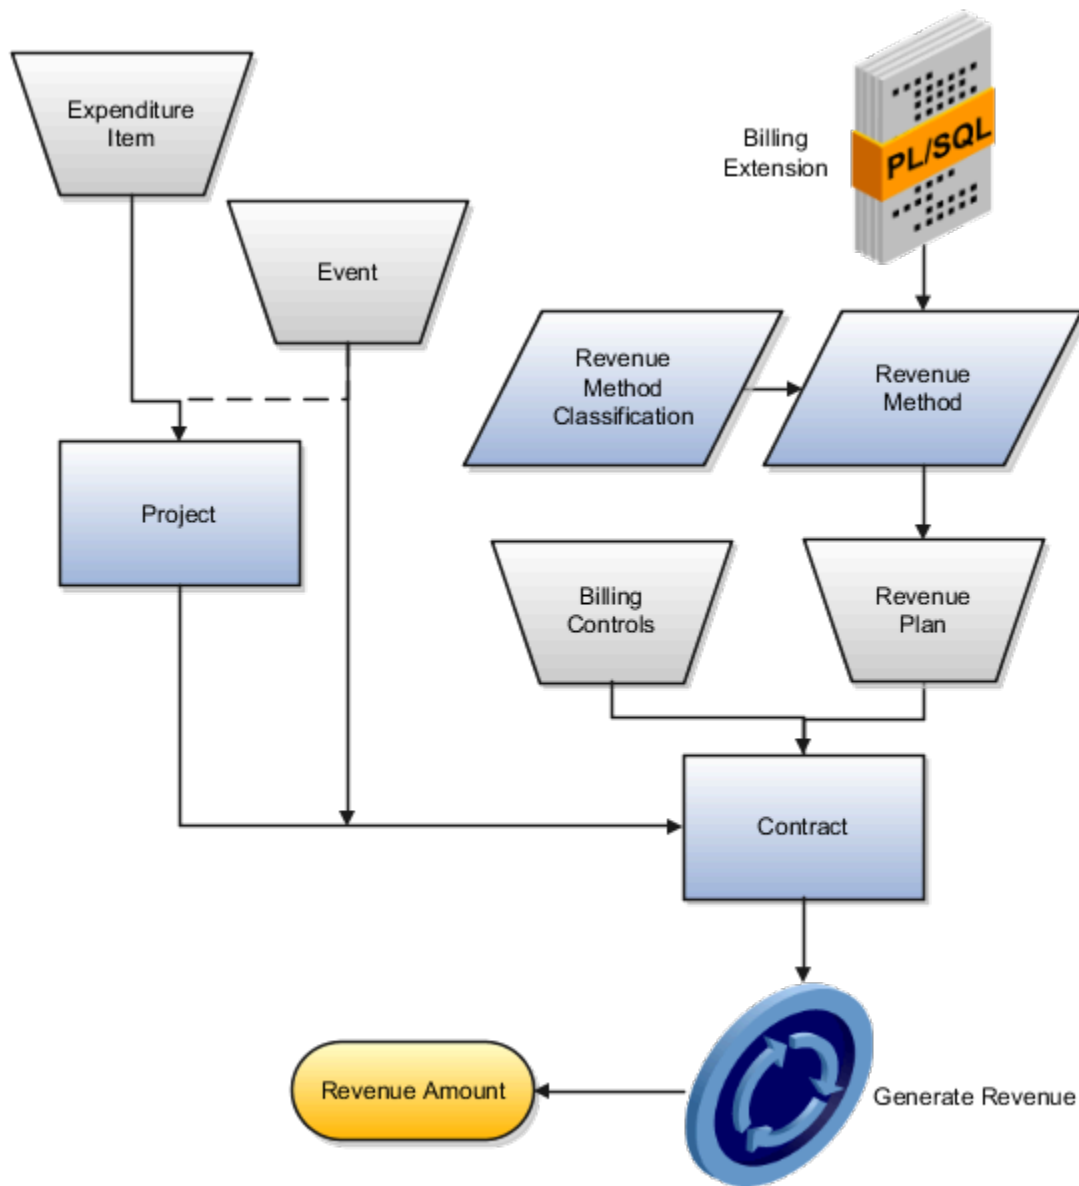 Expenditure
Item
Billing
Extension
PL/SQL
Event
Revenue
Method
Classification
Revenue
Method
Project
Billing
Controls
Revenue
Plan
Contract
Revenue Amount
Generate Revenue